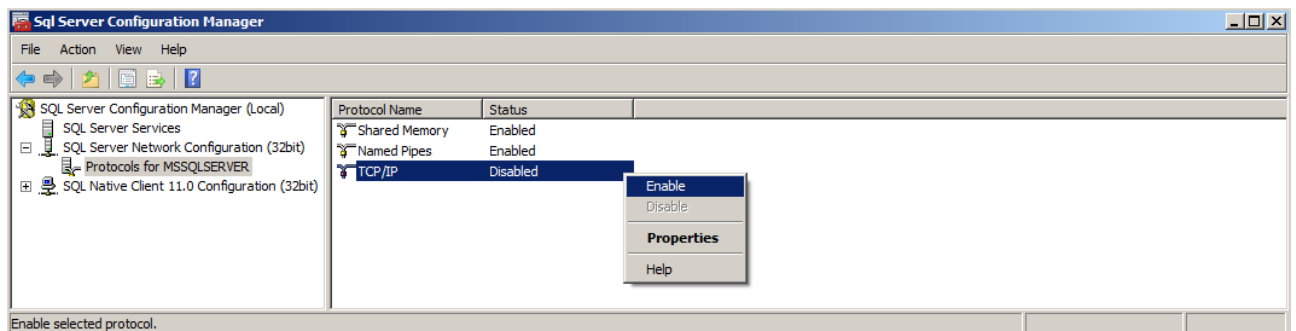 Sql Server Configuration Manager
File Action View Help
SQL Server Configuration Manager (Local)
SQL Server Services
SQL Server Network Configuration (32bit)
Protocols for MSSQLSERVER
SQL Native Client 11.0 Configuration (32bit)
Protocol Name Status
Shared Memory Enabled
Named Pipes Enabled
TCP/IP Disabled
Enable
Disable
Properties
Help
Enable selected protocol.